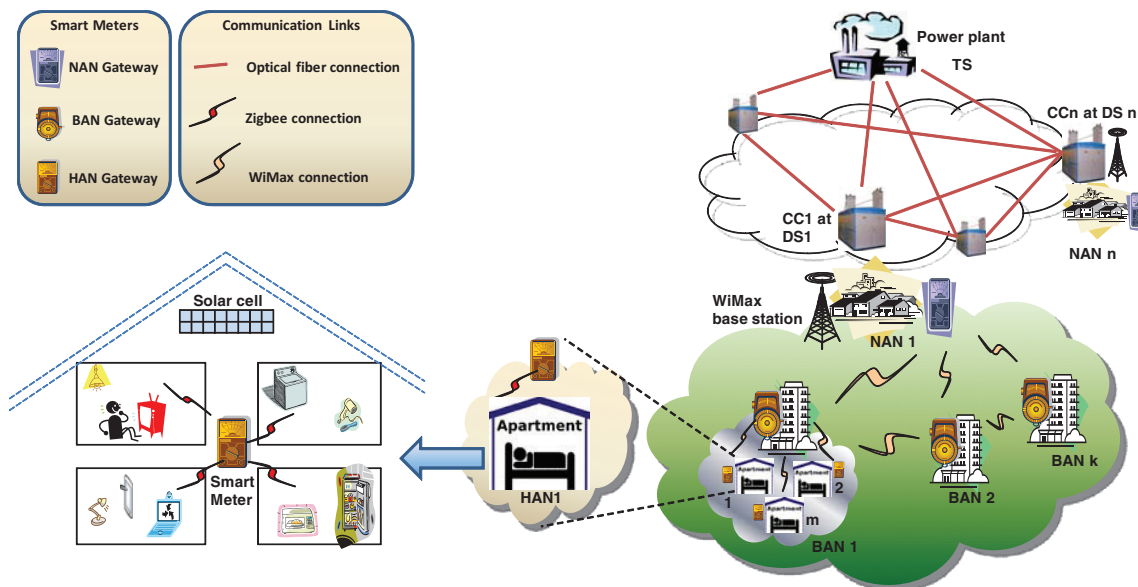 Smart Meters
NAN Gateway
BAN Gateway
HAN Gateway
Communication Links
Optical fiber connection
Zigbee connection
WiMax connection
Power plant
TS
CCn at DS n
CC1 at
DS1
NAN n
WiMax
base station
NAN 1
Solar cell
Smart
Meter
Apartment
HAN1
Apartment
1
Apartment
2
Apartment
m
BAN 1
BAN 2
BAN k